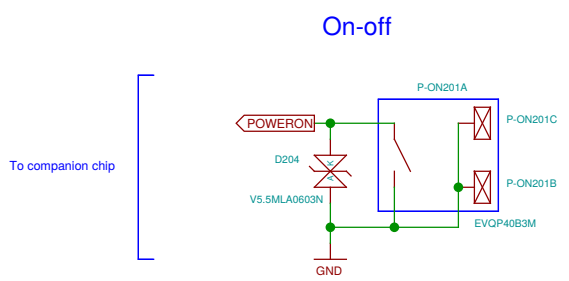 On-off
P-ON201A
POWERON
P-ON201C
D204
A K
To companion chip
P-ON201B
V5.5MLA0603N
EVQP40B3M
GND